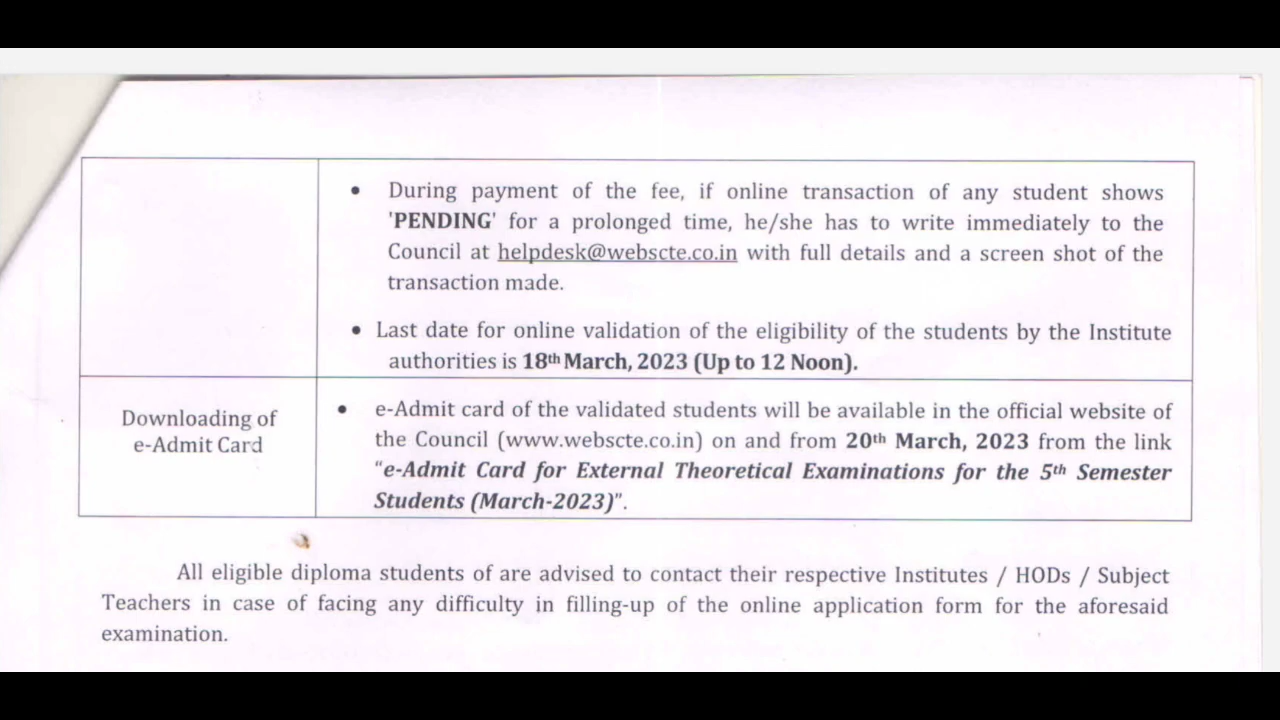 • During payment of the fee, if online transaction of any student shows
'PENDING' for a prolonged time, he/she has to write immediately to the
Council at helpdesk@webscte.co.in with full details and a screen shot of the
transaction made.
• Last date for online validation of the eligibility of the students by the Institute
authorities is 18th March, 2023 (Up to 12 Noon).
Downloading of
e-Admit Card
• e-Admit card of the validated students will be available in the official website of
the Council (www.webscte.co.in) on and from 20th March, 2023 from the link
"e-Admit Card for External Theoretical Examinations for the 5th Semester
Students (March-2023)".
All eligible diploma students of are advised to contact their respective Institutes / HODs / Subject
Teachers in case of facing any difficulty in filling-up of the online application form for the aforesaid
examination.